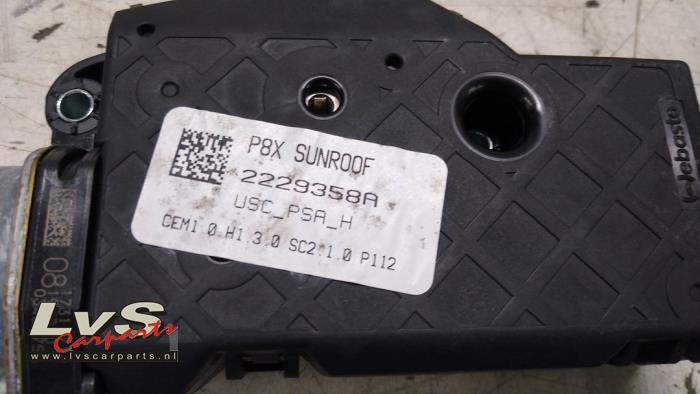 P8X SUNROOF
2229358A
USC_PSA_H
CEM1.0 H1.3.0 SC2.1.0 P112
Webasto
LvS
Carparts
www.lvscarparts.nl